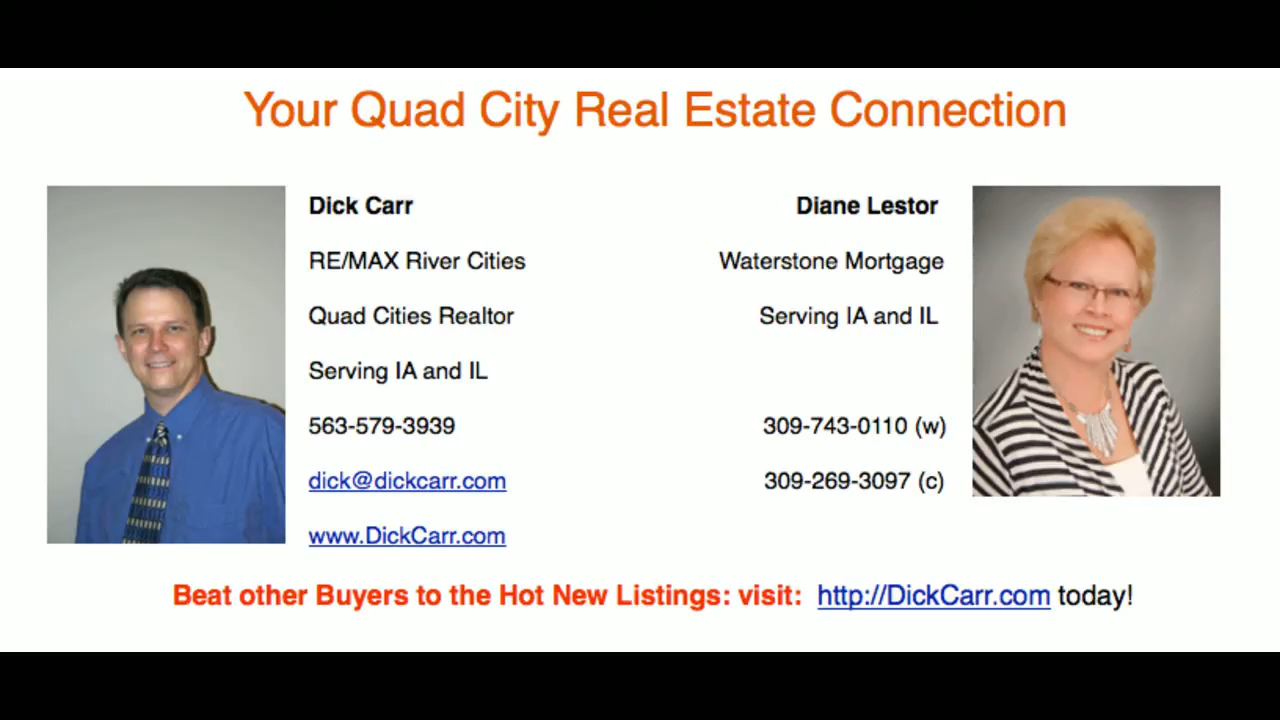 Your Quad City Real Estate Connection
Dick Carr
RE/MAX River Cities
Quad Cities Realtor
Serving IA and IL
563-579-3939
dick@dickcarr.com
www.DickCarr.com
Diane Lestor
Waterstone Mortgage
Serving IA and IL
309-743-0110 (w)
309-269-3097 (c)
Beat other Buyers to the Hot New Listings: visit: http://DickCarr.com today!